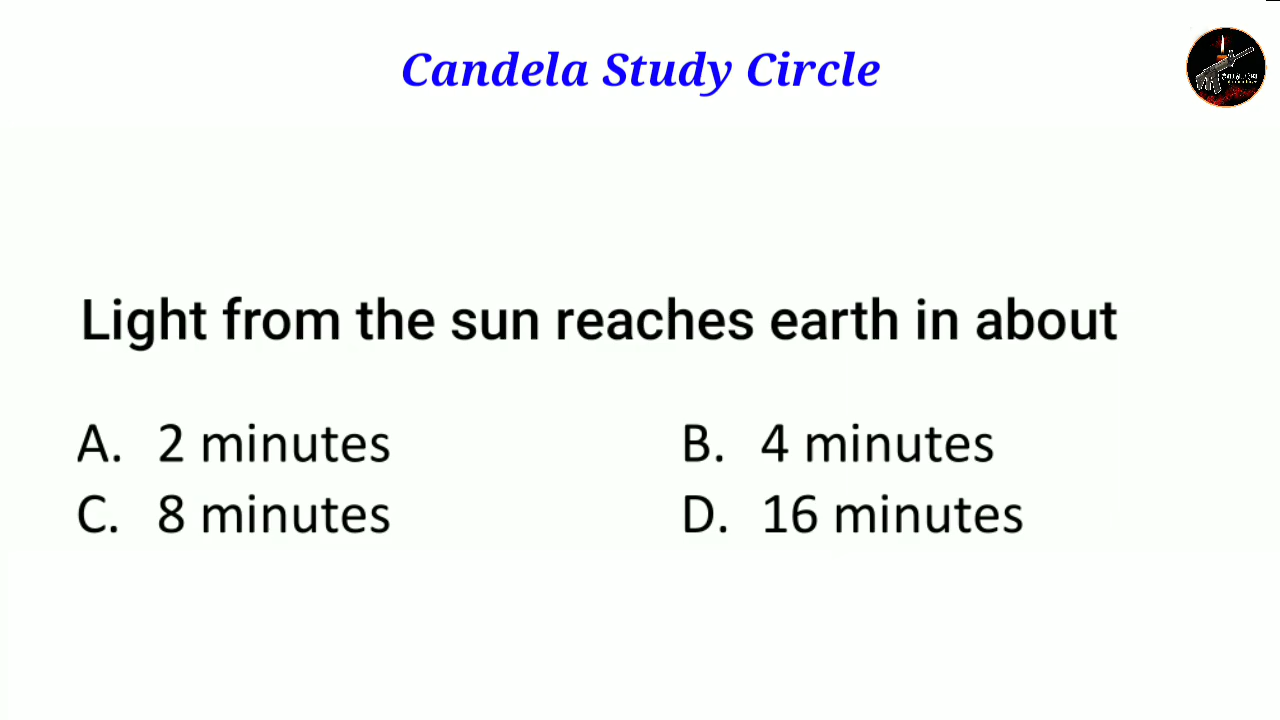 Candela Study Circle
Light from the sun reaches earth in about
A. 2 minutes
B. 4 minutes
C. 8 minutes
D. 16 minutes